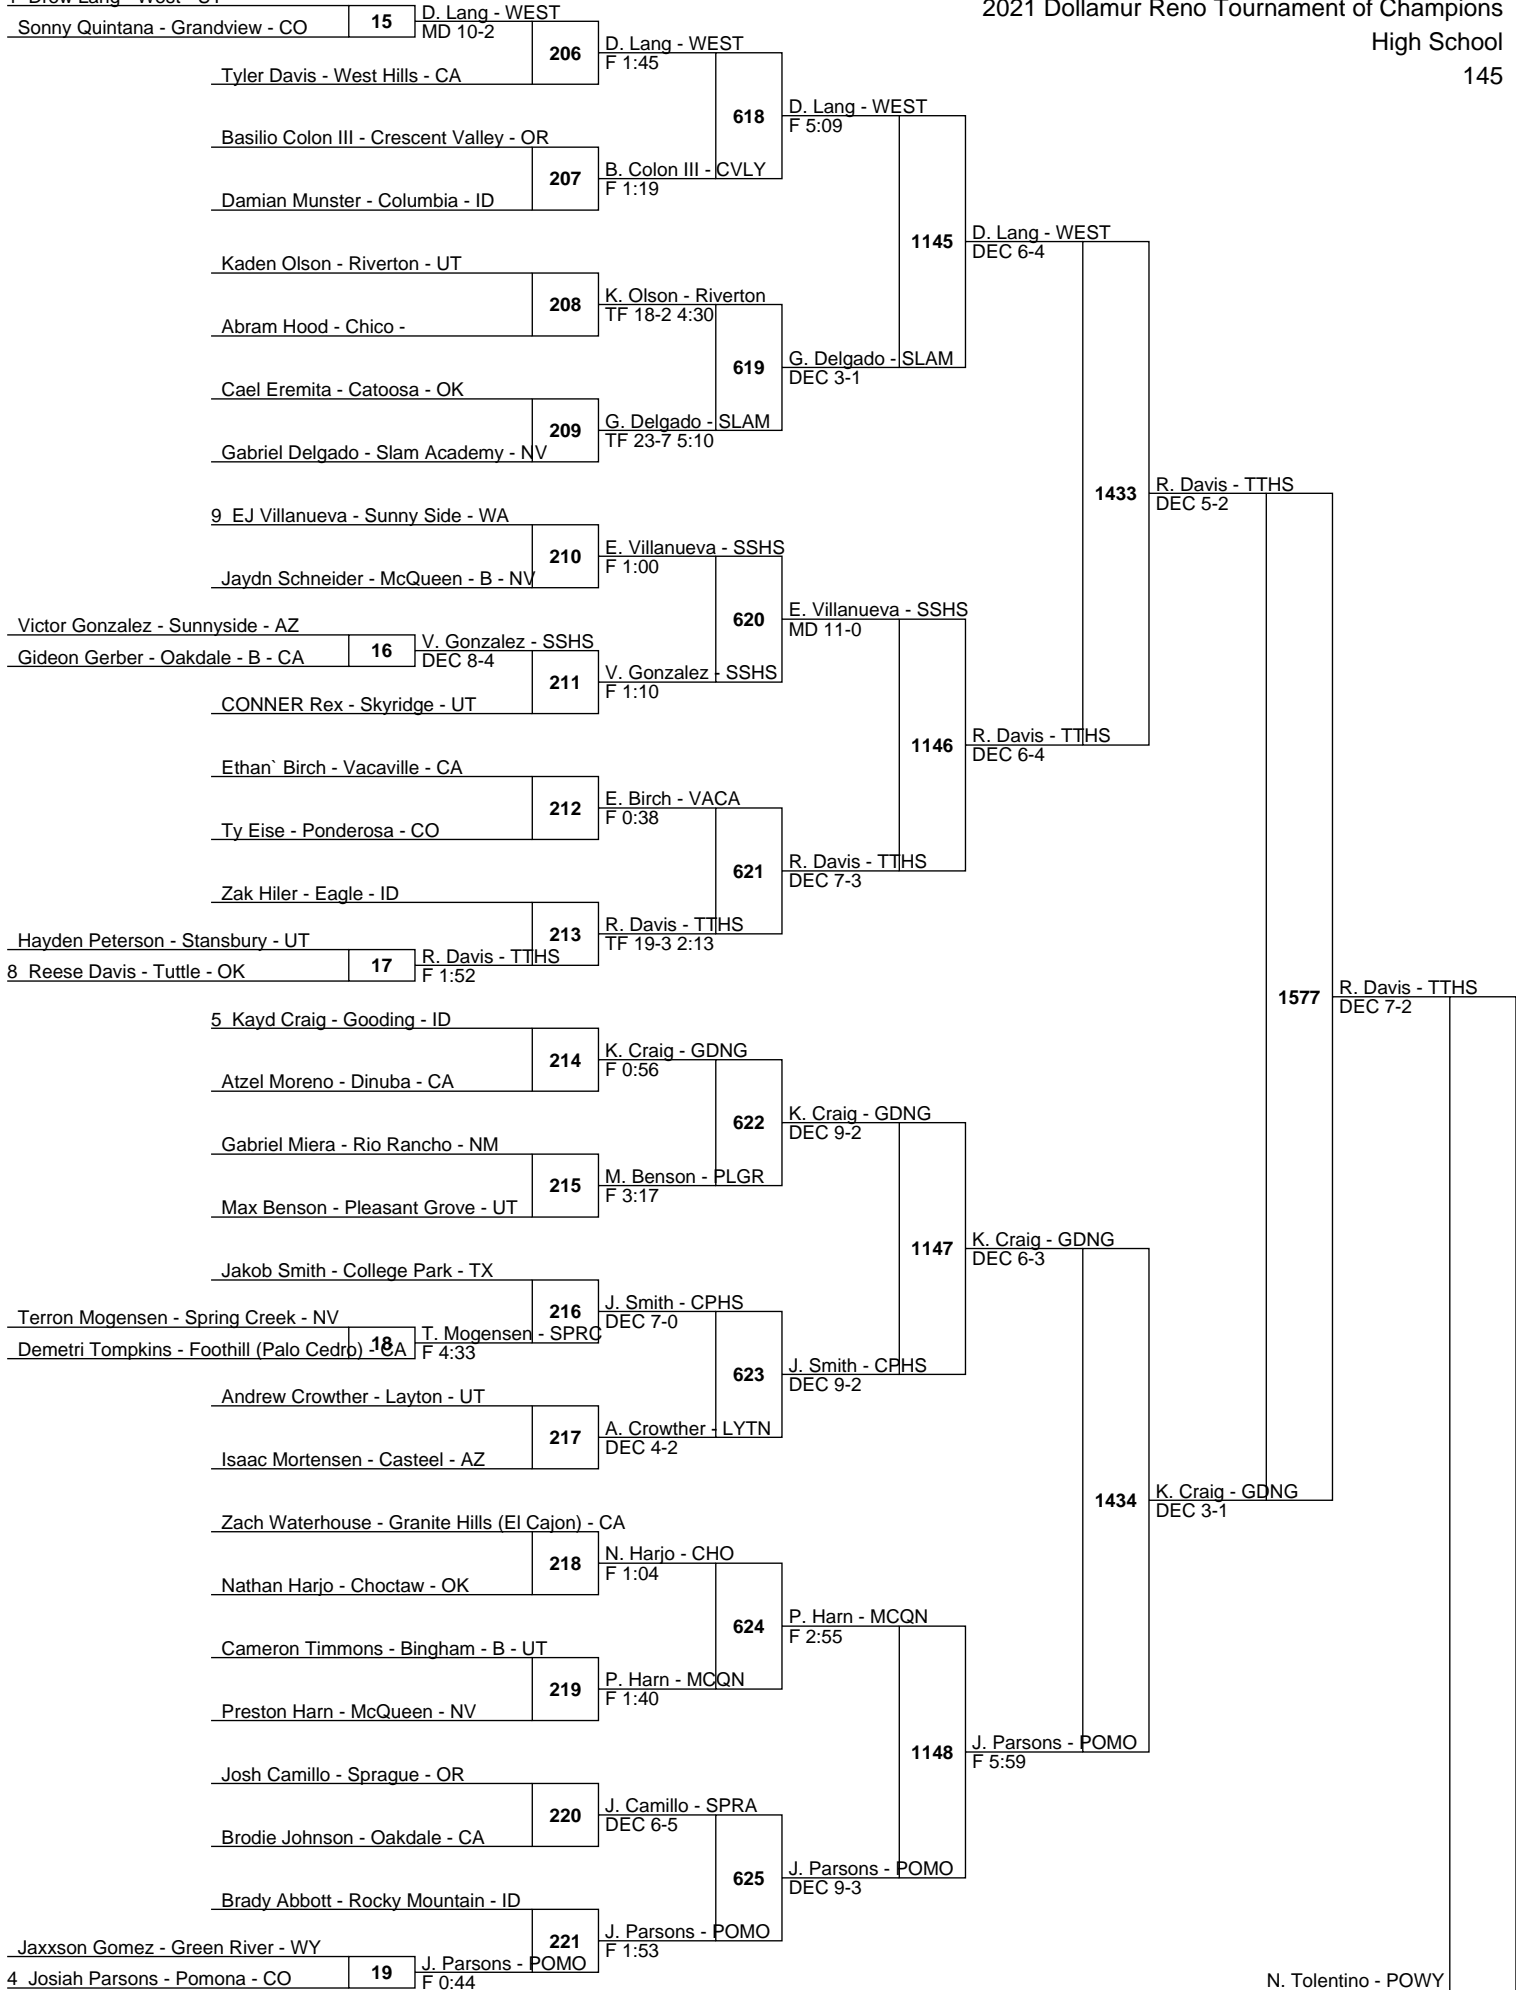 Sonny Quintana - Grandview - CO
15
D. Lang - WEST
MD 10-2
2021 Dollamur Reno Tournament of Champions
High School
145
Tyler Davis - West Hills - CA
206
D. Lang - WEST
F 1:45
Basilio Colon III - Crescent Valley - OR
Damian Munster - Columbia - ID
207
B. Colon III - CVLY
F 1:19
618
D. Lang - WEST
F 5:09
Kaden Olson - Riverton - UT
Abram Hood - Chico -
208
K. Olson - Riverton
TF 18-2 4:30
Cael Eremita - Catoosa - OK
Gabriel Delgado - Slam Academy - NV
209
G. Delgado - SLAM
TF 23-7 5:10
619
G. Delgado - SLAM
DEC 3-1
1145
D. Lang - WEST
DEC 6-4
9 EJ Villanueva - Sunny Side - WA
Jaydn Schneider - McQueen - B - NV
210
E. Villanueva - SSHS
F 1:00
Victor Gonzalez - Sunnyside - AZ
Gideon Gerber - Oakdale - B - CA
16
V. Gonzalez - SSHS
DEC 8-4
CONNER Rex - Skyridge - UT
211
V. Gonzalez - SSHS
F 1:10
620
E. Villanueva - SSHS
MD 11-0
Ethan` Birch - Vacaville - CA
Ty Eise - Ponderosa - CO
212
E. Birch - VACA
F 0:38
Zak Hiler - Eagle - ID
Hayden Peterson - Stansbury - UT
8 Reese Davis - Tuttle - OK
17
R. Davis - TTHS
F 1:52
213
R. Davis - TTHS
TF 19-3 2:13
621
R. Davis - TTHS
DEC 7-3
1146
R. Davis - TTHS
DEC 6-4
1433
R. Davis - TTHS
DEC 5-2
5 Kayd Craig - Gooding - ID
Atzel Moreno - Dinuba - CA
214
K. Craig - GDNG
F 0:56
Gabriel Miera - Rio Rancho - NM
Max Benson - Pleasant Grove - UT
215
M. Benson - PLGR
F 3:17
622
K. Craig - GDNG
DEC 9-2
Jakob Smith - College Park - TX
Terron Mogensen - Spring Creek - NV
Demetri Tompkins - Foothill (Palo Cedro) - CA
18
T. Mogensen - SPRC
F 4:33
216
J. Smith - CPHS
DEC 7-0
Andrew Crowther - Layton - UT
Isaac Mortensen - Casteel - AZ
217
A. Crowther - LYTN
DEC 4-2
623
J. Smith - CPHS
DEC 9-2
1147
K. Craig - GDNG
DEC 6-3
Zach Waterhouse - Granite Hills (El Cajon) - CA
Nathan Harjo - Choctaw - OK
218
N. Harjo - CHO
F 1:04
Cameron Timmons - Bingham - B - UT
Preston Harn - McQueen - NV
219
P. Harn - MCQN
F 1:40
624
P. Harn - MCQN
F 2:55
Josh Camillo - Sprague - OR
Brodie Johnson - Oakdale - CA
220
J. Camillo - SPRA
DEC 6-5
Brady Abbott - Rocky Mountain - ID
Jaxxson Gomez - Green River - WY
4 Josiah Parsons - Pomona - CO
19
J. Parsons - POMO
F 0:44
221
J. Parsons - POMO
F 1:53
625
J. Parsons - POMO
DEC 9-3
1148
J. Parsons - POMO
F 5:59
1434
K. Craig - GDNG
DEC 3-1
1577
R. Davis - TTHS
DEC 7-2
N. Tolentino - POWY